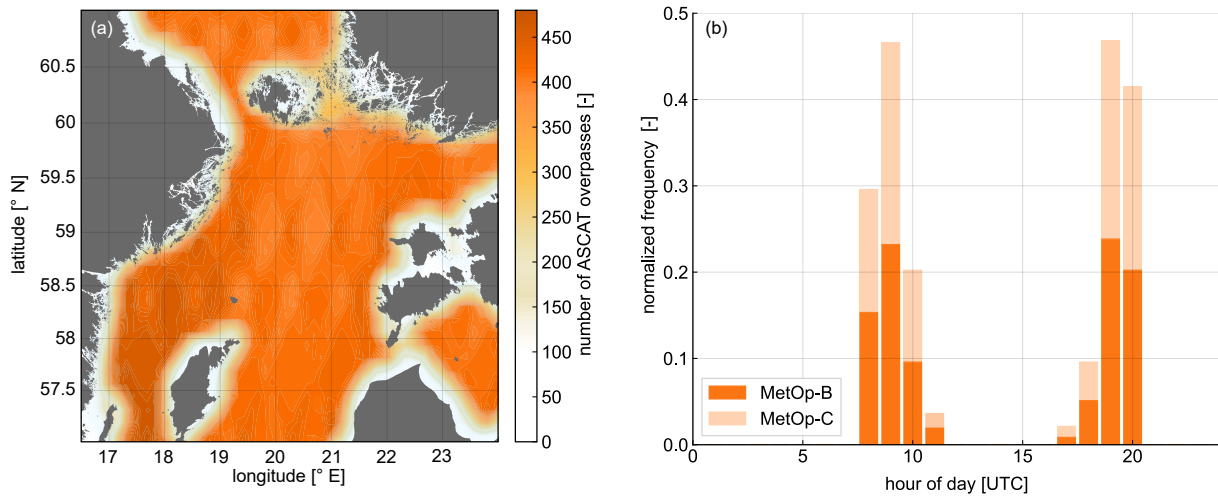 (a)
60.5
60
59.5
59
58.5
58
57.5
17 18 19 20 21 22 23
latitude [° N]
longitude [° E]
450
400
350
300
250
200
150
100
50
0
number of ASCAT overpasses [-]
(b)
0.5
0.4
0.3
0.2
0.1
0.0
0 5 10 15 20
normalized frequency [-]
hour of day [UTC]
MetOp-B
MetOp-C